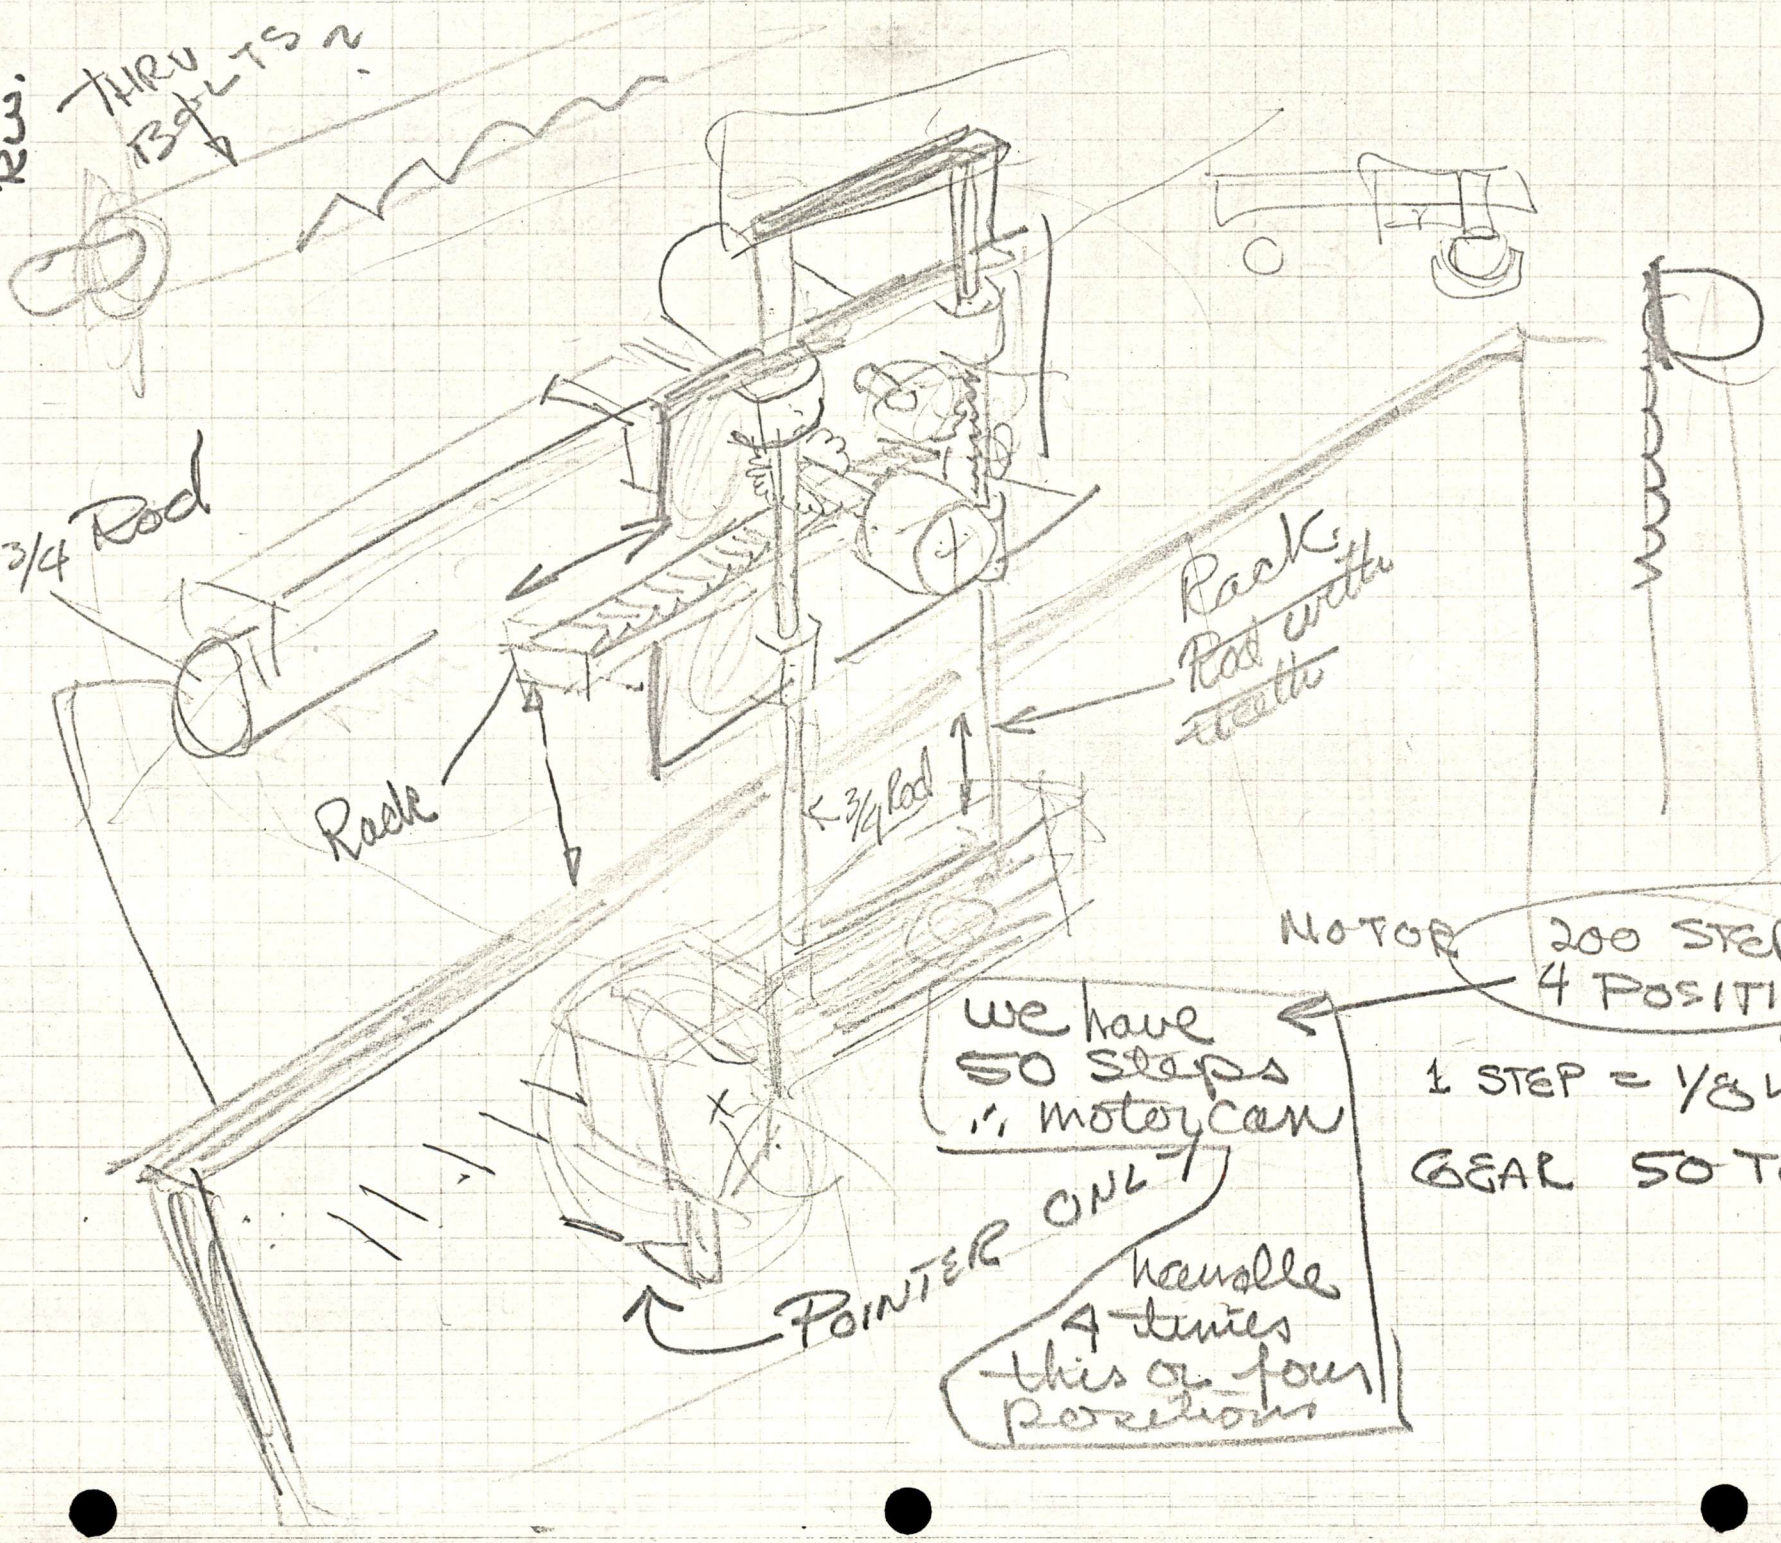 RW.
THRU
BOLTS ?
3/4 Rod
Rack
Rack
Rod with
teeth
3/4 Rod
MOTOR
200 STEP
4 POSITI
we have
50 Steps
∴ motor can
1 STEP = 1/8
GEAR 50 T
POINTER ONLY
handle
4 times
this or four
positions